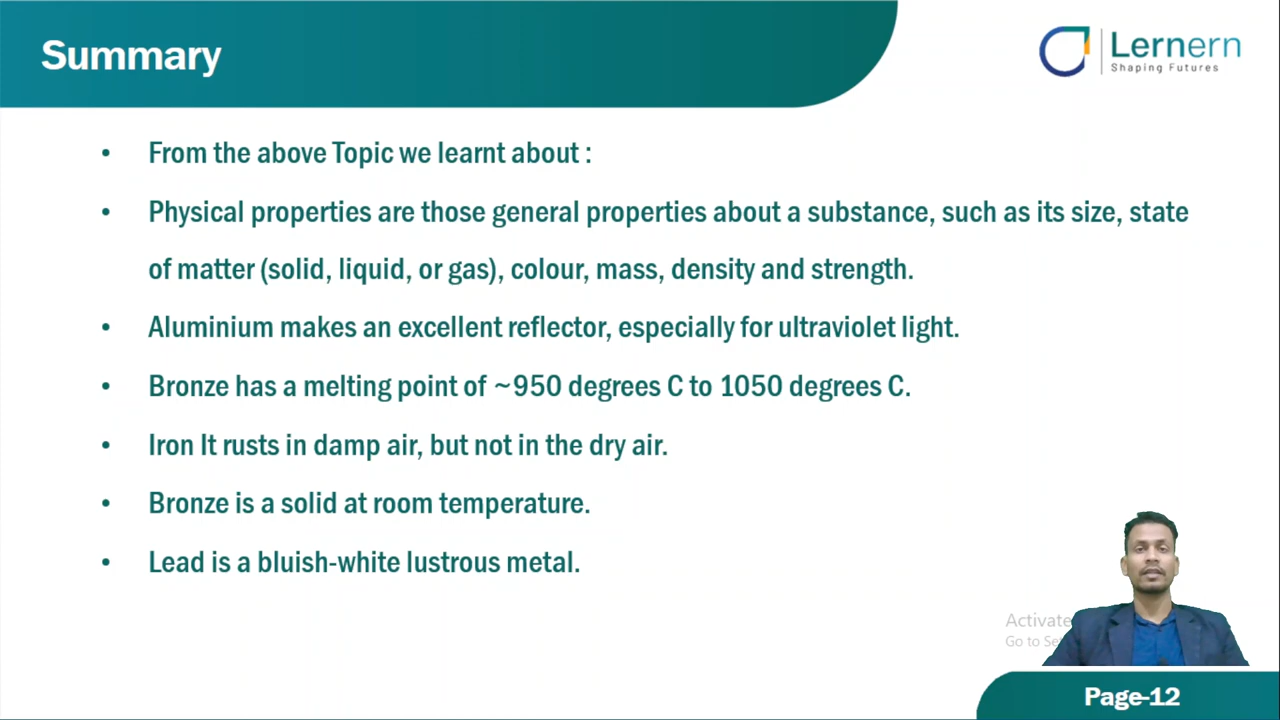 Summary
Lernern
Shaping Futures
• From the above Topic we learnt about :
• Physical properties are those general properties about a substance, such as its size, state
of matter (solid, liquid, or gas), colour, mass, density and strength.
• Aluminium makes an excellent reflector, especially for ultraviolet light.
• Bronze has a melting point of ~950 degrees C to 1050 degrees C.
• Iron It rusts in damp air, but not in the dry air.
• Bronze is a solid at room temperature.
• Lead is a bluish-white lustrous metal.
Activate
Go to Se
Page-12